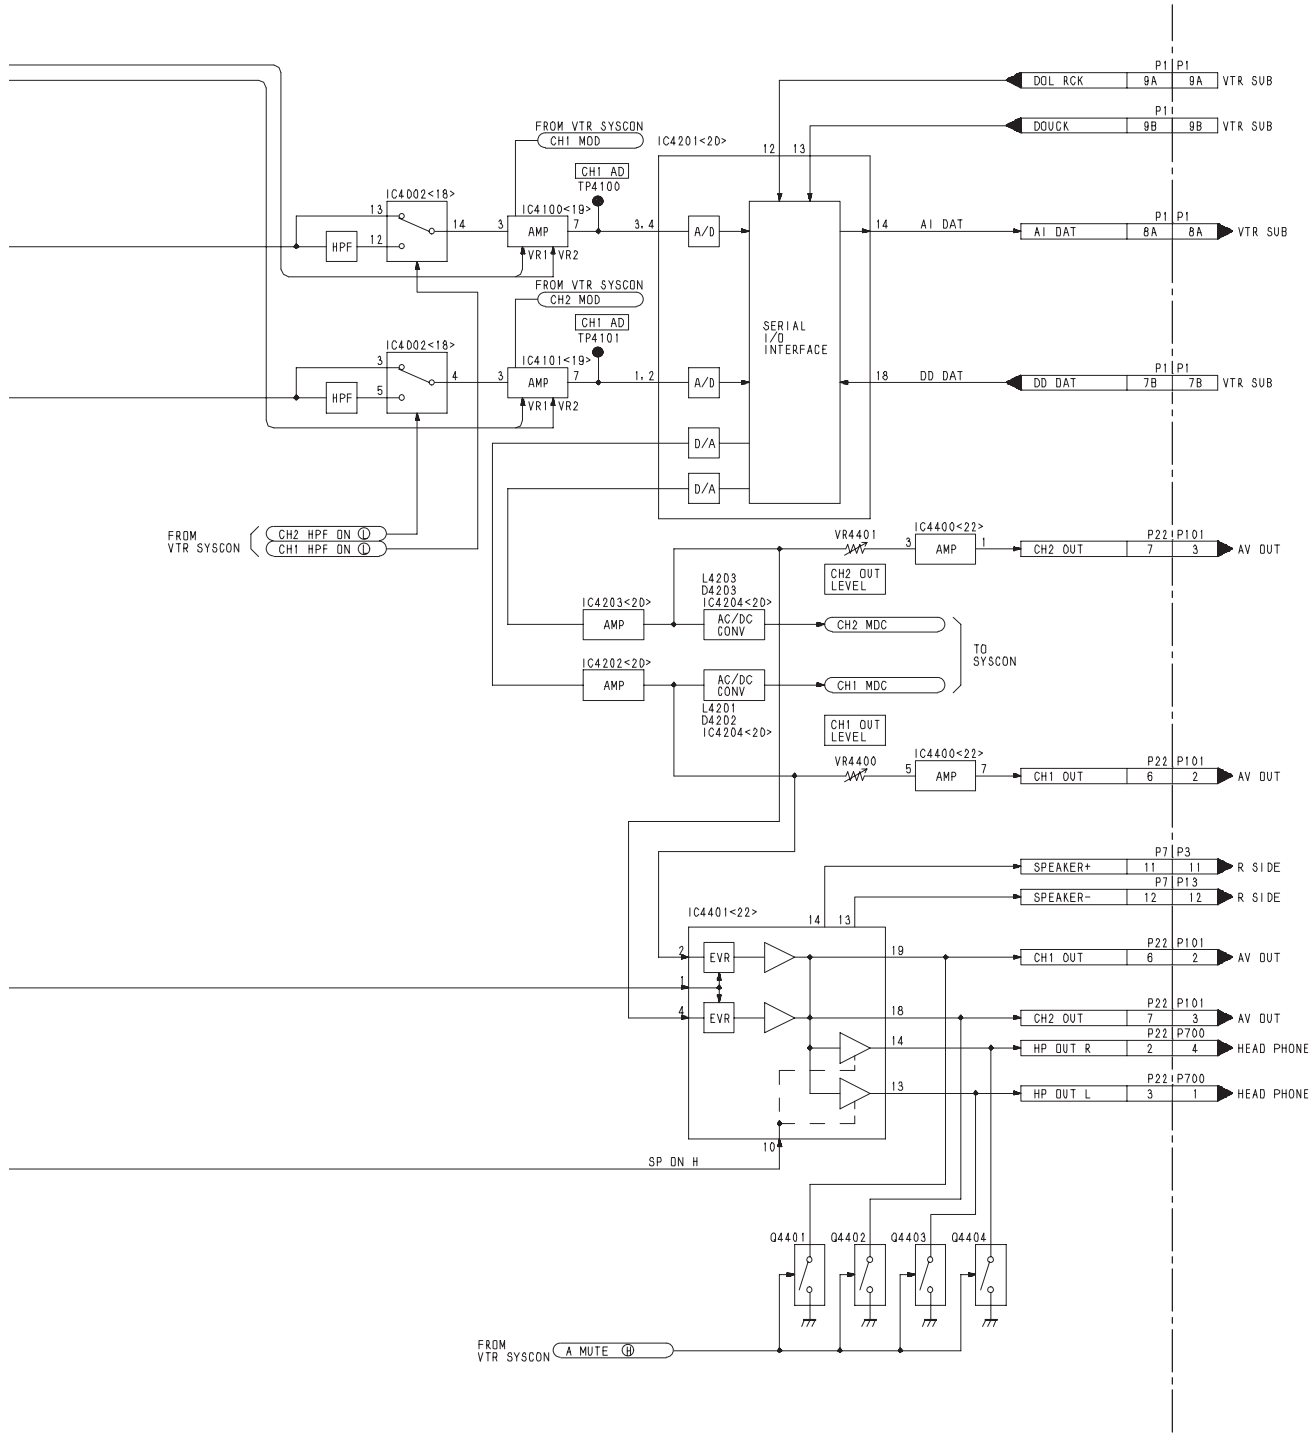 P1 P1
DOL RCK 9A 9A VTR SUB
P1
DOUCK 9B 9B VTR SUB
FROM VTR SYSCON
CH1 MOD
IC4201<20>
12 13
CH1 AD
TP4100
IC4002<18>
13 14
12
HPF
IC4100<19>
3 AMP 7
VR1 VR2
3.4 A/D
14 AI DAT
P1 P1
AI DAT 8A 8A VTR SUB
FROM VTR SYSCON
CH2 MOD
CH1 AD
TP4101
SERIAL
I/O
INTERFACE
IC4002<18>
3 4
5
HPF
IC4101<19>
3 AMP 7
VR1 VR2
1.2 A/D
18 DD DAT
P1 P1
DD DAT 7B 7B VTR SUB
D/A
D/A
FROM
VTR SYSCON
CH2 HPF ON L
CH1 HPF ON L
VR4401
IC4400<22>
3 AMP 1
P22 P101
CH2 OUT 7 3 AV OUT
CH2 OUT
LEVEL
IC4203<20>
AMP
L4203
D4203
IC4204<20>
AC/DC
CONV
CH2 MDC
TO
SYSCON
IC4202<20>
AMP
AC/DC
CONV
L4201
D4202
IC4204<20>
CH1 MDC
CH1 OUT
LEVEL
VR4400
IC4400<22>
5 AMP 7
P22 P101
CH1 OUT 6 2 AV OUT
P7 P3
SPEAKER+ 11 11 R SIDE
P7 P13
SPEAKER- 12 12 R SIDE
IC4401<22>
14 13
2 EVR 19
P22 P101
CH1 OUT 6 2 AV OUT
1
4 EVR 18
P22 P101
CH2 OUT 7 3 AV OUT
14
P22 P700
HP OUT R 2 4 HEAD PHONE
13
P22 P700
HP OUT L 3 1 HEAD PHONE
10
SP ON H
Q4401 Q4402 Q4403 Q4404
FROM
VTR SYSCON
A MUTE H